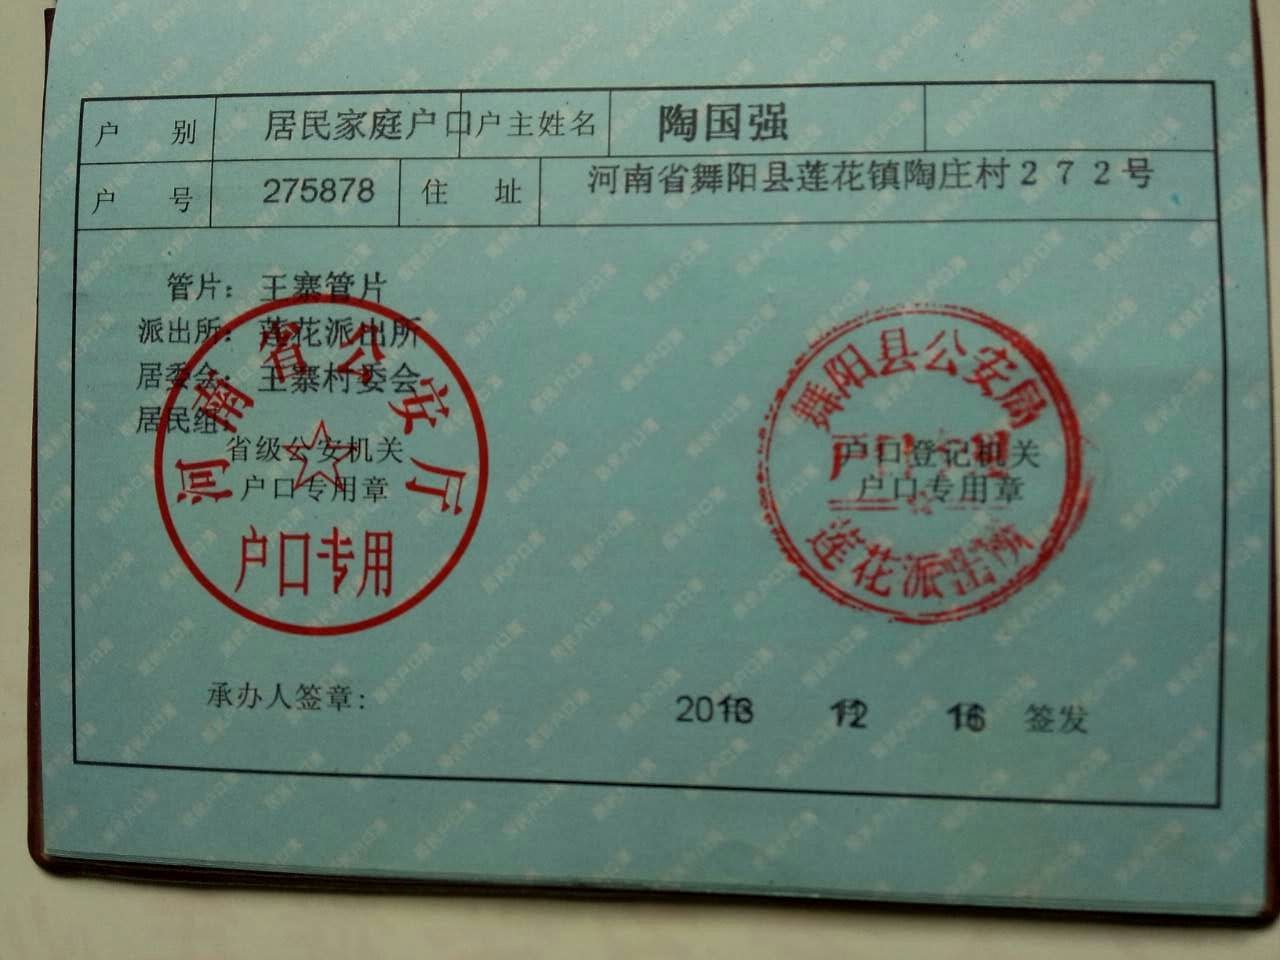 户 别 居民家庭户口 户主姓名 陶国强
户 号 275878 住 址 河南省舞阳县莲花镇陶庄村２７２号
管片： 王寨管片
派出所： 莲花派出所
居委会： 王寨村委会
居民组：
河南省公安厅
省级公安机关
户口专用章
户口专用
舞阳县公安局
户口登记机关
户口专用章
莲花派出所
承办人签章：
签发